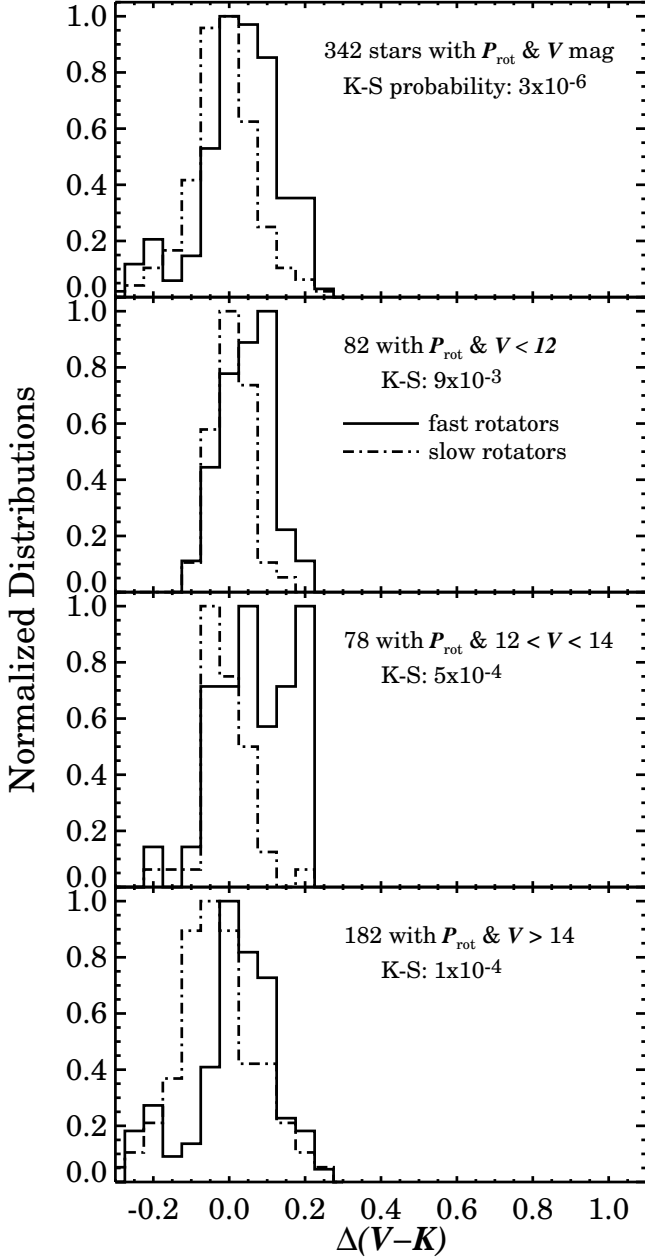 Normalized Distributions
1.0
0.8
0.6
0.4
0.2
0.0
342 stars with P_rot & V mag
K-S probability: 3x10^-6
1.0
0.8
0.6
0.4
0.2
0.0
82 with P_rot & V < 12
K-S: 9x10^-3
fast rotators
slow rotators
1.0
0.8
0.6
0.4
0.2
0.0
78 with P_rot & 12 < V < 14
K-S: 5x10^-4
1.0
0.8
0.6
0.4
0.2
0.0
182 with P_rot & V > 14
K-S: 1x10^-4
-0.2 0.0 0.2 0.4 0.6 0.8 1.0
Δ(V–K)